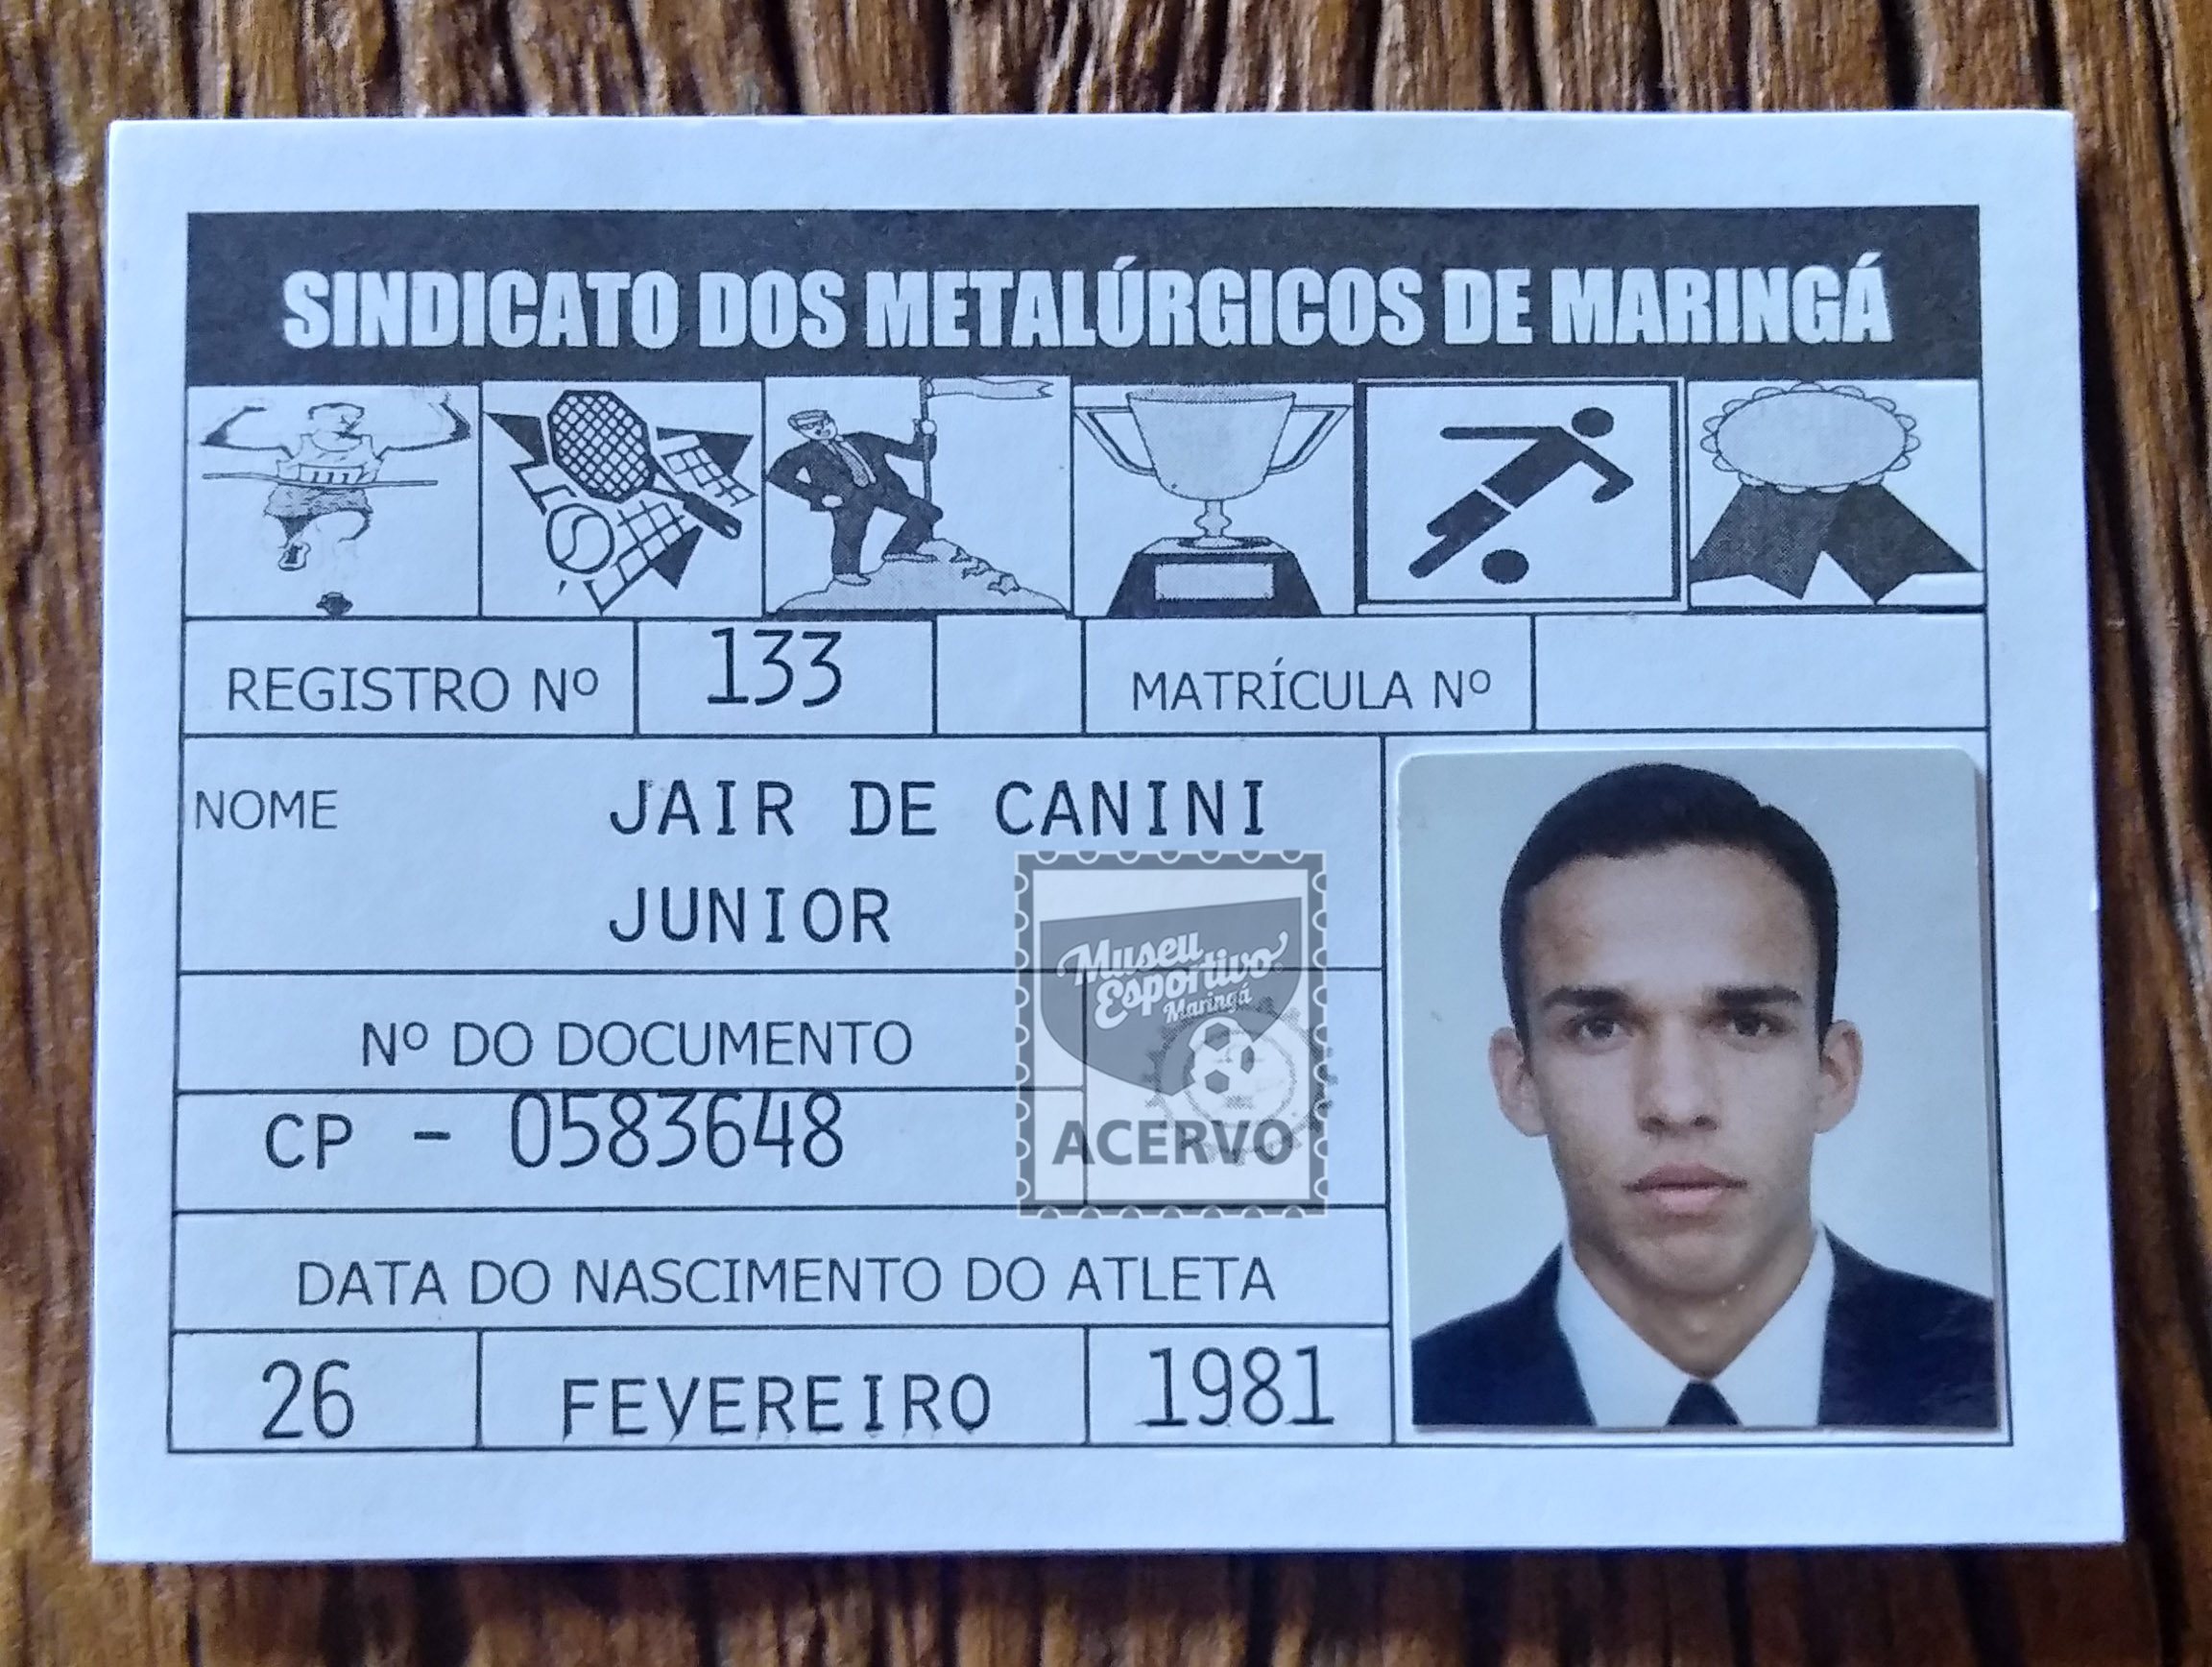 SINDICATO DOS METALÚRGICOS DE MARINGÁ
1117
REGISTRO Nº 133 MATRÍCULA Nº
NOME JAIR DE CANINI
JUNIOR
Museu
Esportivo
Maringá
ACERVO
Nº DO DOCUMENTO
CP - 0583648
DATA DO NASCIMENTO DO ATLETA
26 FEVEREIRO 1981